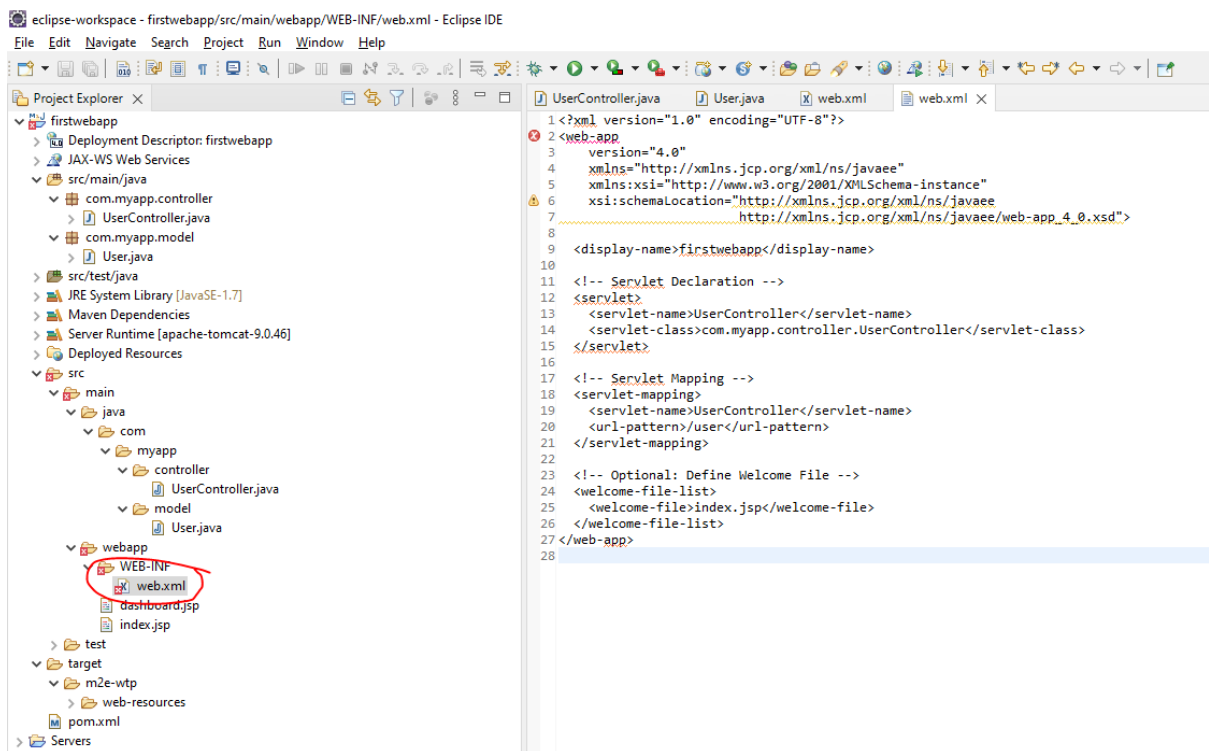 eclipse-workspace - firstwebapp/src/main/webapp/WEB-INF/web.xml - Eclipse IDE
File Edit Navigate Search Project Run Window Help
Project Explorer
firstwebapp
Deployment Descriptor: firstwebapp
JAX-WS Web Services
src/main/java
com.myapp.controller
UserController.java
com.myapp.model
User.java
src/test/java
JRE System Library [JavaSE-1.7]
Maven Dependencies
Server Runtime [apache-tomcat-9.0.46]
Deployed Resources
src
main
java
com
myapp
controller
UserController.java
model
User.java
webapp
WEB-INF
web.xml
dashboard.jsp
index.jsp
test
target
m2e-wtp
web-resources
pom.xml
Servers
UserController.java User.java web.xml web.xml
1 <?xml version="1.0" encoding="UTF-8"?>
2 <web-app
3 version="4.0"
4 xmlns="http://xmlns.jcp.org/xml/ns/javaee"
5 xmlns:xsi="http://www.w3.org/2001/XMLSchema-instance"
6 xsi:schemaLocation="http://xmlns.jcp.org/xml/ns/javaee
7 http://xmlns.jcp.org/xml/ns/javaee/web-app_4_0.xsd">
8
9 <display-name>firstwebapp</display-name>
10
11 <!-- Servlet Declaration -->
12 <servlet>
13 <servlet-name>UserController</servlet-name>
14 <servlet-class>com.myapp.controller.UserController</servlet-class>
15 </servlet>
16
17 <!-- Servlet Mapping -->
18 <servlet-mapping>
19 <servlet-name>UserController</servlet-name>
20 <url-pattern>/user</url-pattern>
21 </servlet-mapping>
22
23 <!-- Optional: Define Welcome File -->
24 <welcome-file-list>
25 <welcome-file>index.jsp</welcome-file>
26 </welcome-file-list>
27 </web-app>
28